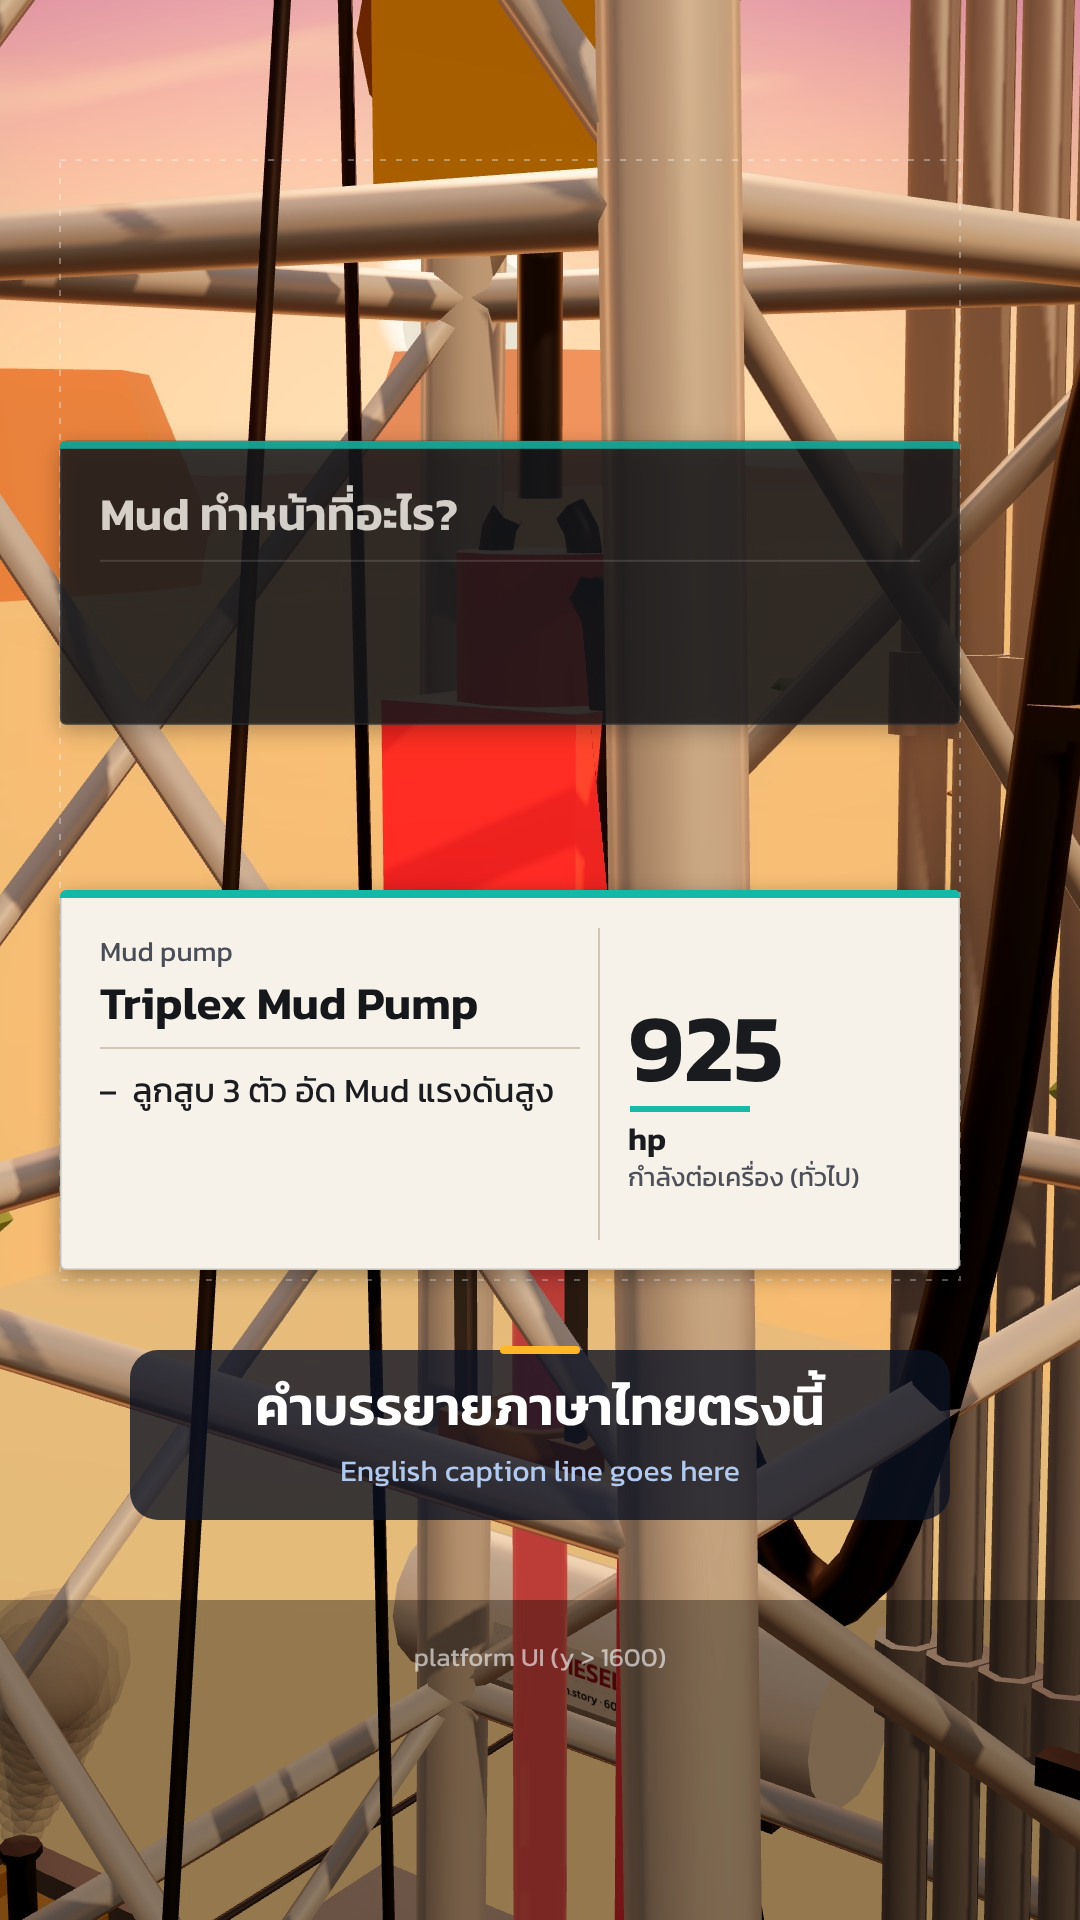 Mud ทำหน้าที่อะไร?
Mud pump
Triplex Mud Pump
– ลูกสูบ 3 ตัว อัด Mud แรงดันสูง
925
hp
กำลังต่อเครื่อง (ทั่วไป)
คำบรรยายภาษาไทยตรงนี้
English caption line goes here
platform UI (y > 1600)